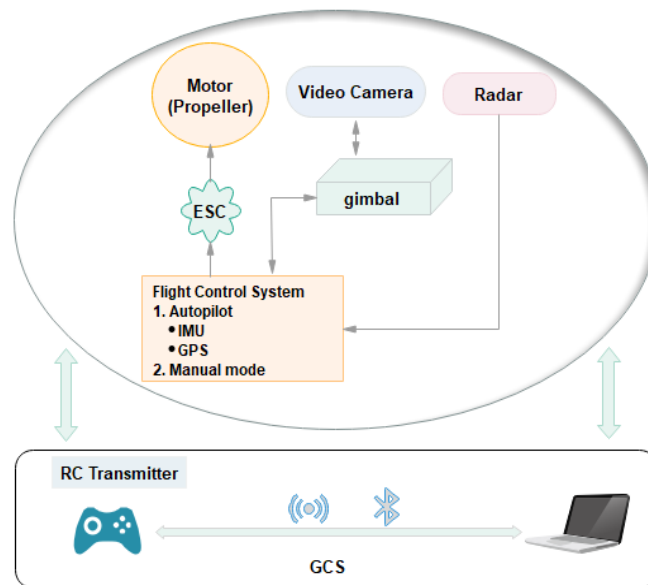 Motor
(Propeller)
Video Camera
Radar
ESC
gimbal
Flight Control System
1. Autopilot
• IMU
• GPS
2. Manual mode
RC Transmitter
GCS